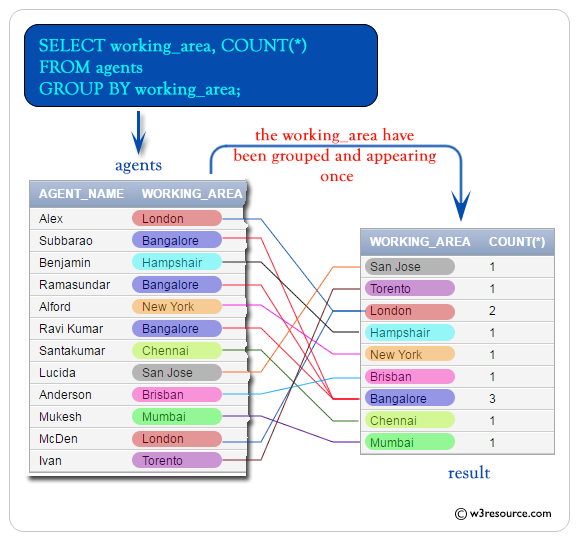 SELECT working_area, COUNT(*)
FROM agents
GROUP BY working_area;
the working_area have
been grouped and appearing
once
agents
AGENT_NAME WORKING_AREA
Alex London
Subbarao Bangalore
Benjamin Hampshair
Ramasundar Bangalore
Alford New York
Ravi Kumar Bangalore
Santakumar Chennai
Lucida San Jose
Anderson Brisban
Mukesh Mumbai
McDen London
Ivan Torento
WORKING_AREA COUNT(*)
San Jose 1
Torento 1
London 2
Hampshair 1
New York 1
Brisban 1
Bangalore 3
Chennai 1
Mumbai 1
result
© w3resource.com